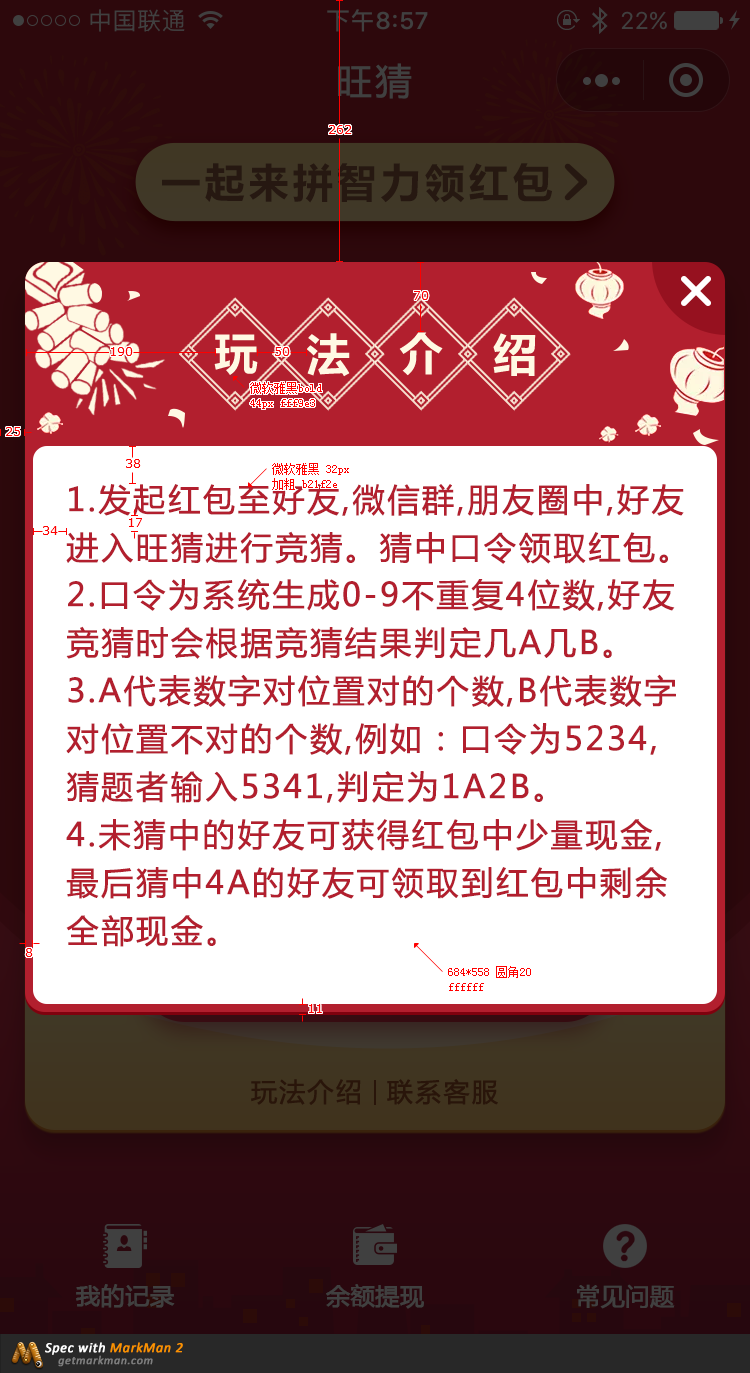 中国联通
下午8:57
22%
旺猜
262
一起来拼智力领红包
70
190
50
玩法介绍
微软雅黑bold
44px fff9e3
25
38
微软雅黑 32px
加粗 b21f2e
17
34
1.发起红包至好友,微信群,朋友圈中,好友
进入旺猜进行竞猜。猜中口令领取红包。
2.口令为系统生成0-9不重复4位数,好友
竞猜时会根据竞猜结果判定几A几B。
3.A代表数字对位置对的个数,B代表数字
对位置不对的个数,例如：口令为5234,
猜题者输入5341,判定为1A2B。
4.未猜中的好友可获得红包中少量现金,
最后猜中4A的好友可领取到红包中剩余
全部现金。
8
684*558 圆角20
ffffff
11
玩法介绍 | 联系客服
我的记录
余额提现
常见问题
Spec with MarkMan 2
getmarkman.com